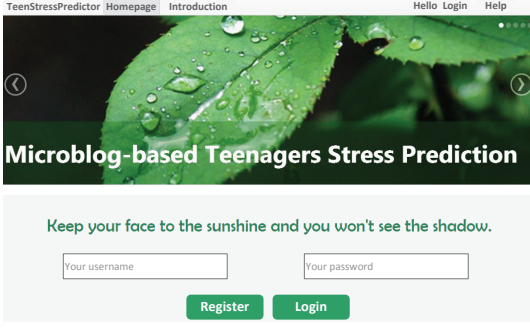 TeenStressPredictor Homepage Introduction Hello Login Help
Microblog-based Teenagers Stress Prediction
Keep your face to the sunshine and you won't see the shadow.
Your username Your password
Register Login